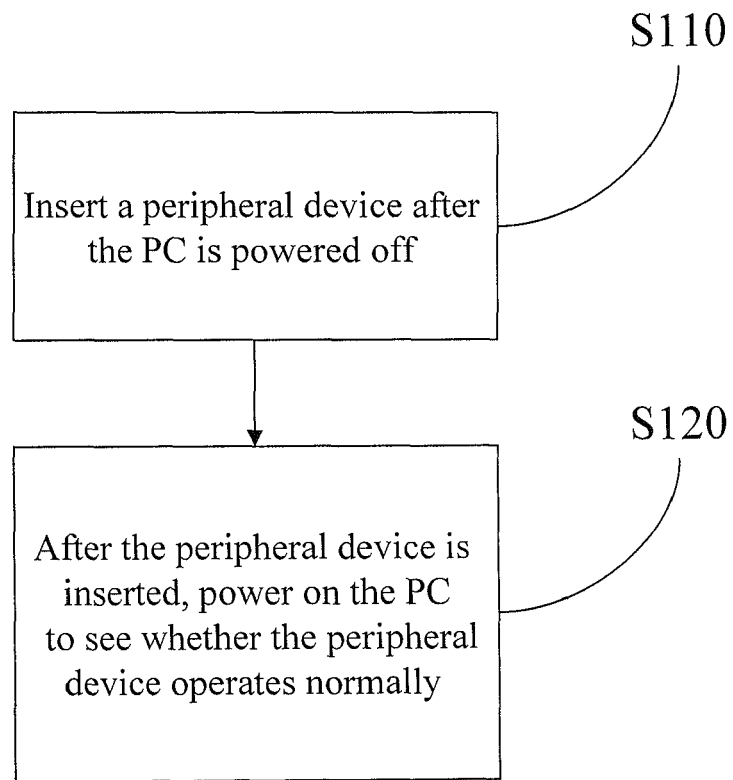 S110
Insert a peripheral device after
the PC is powered off
S120
After the peripheral device is
inserted, power on the PC
to see whether the peripheral
device operates normally